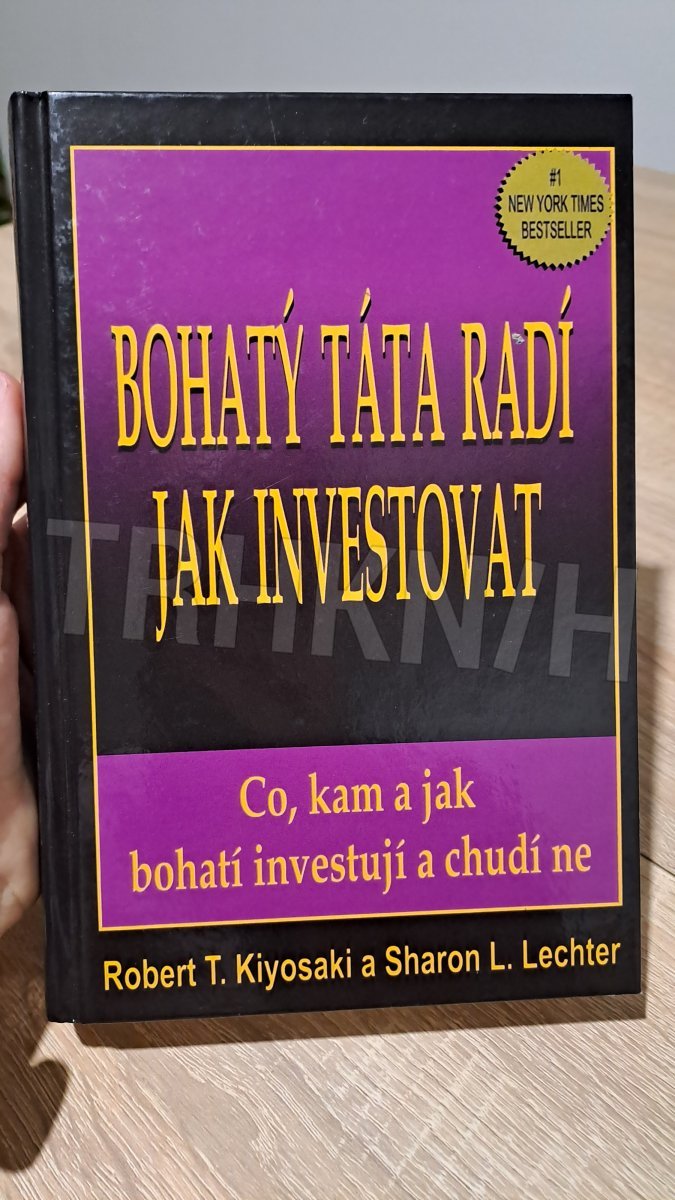 #1
NEW YORK TIMES
BESTSELLER
BOHATÝ TÁTA RADÍ
JAK INVESTOVAT
TRHKNIH
Co, kam a jak
bohatí investují a chudí ne
Robert T. Kiyosaki a Sharon L. Lechter